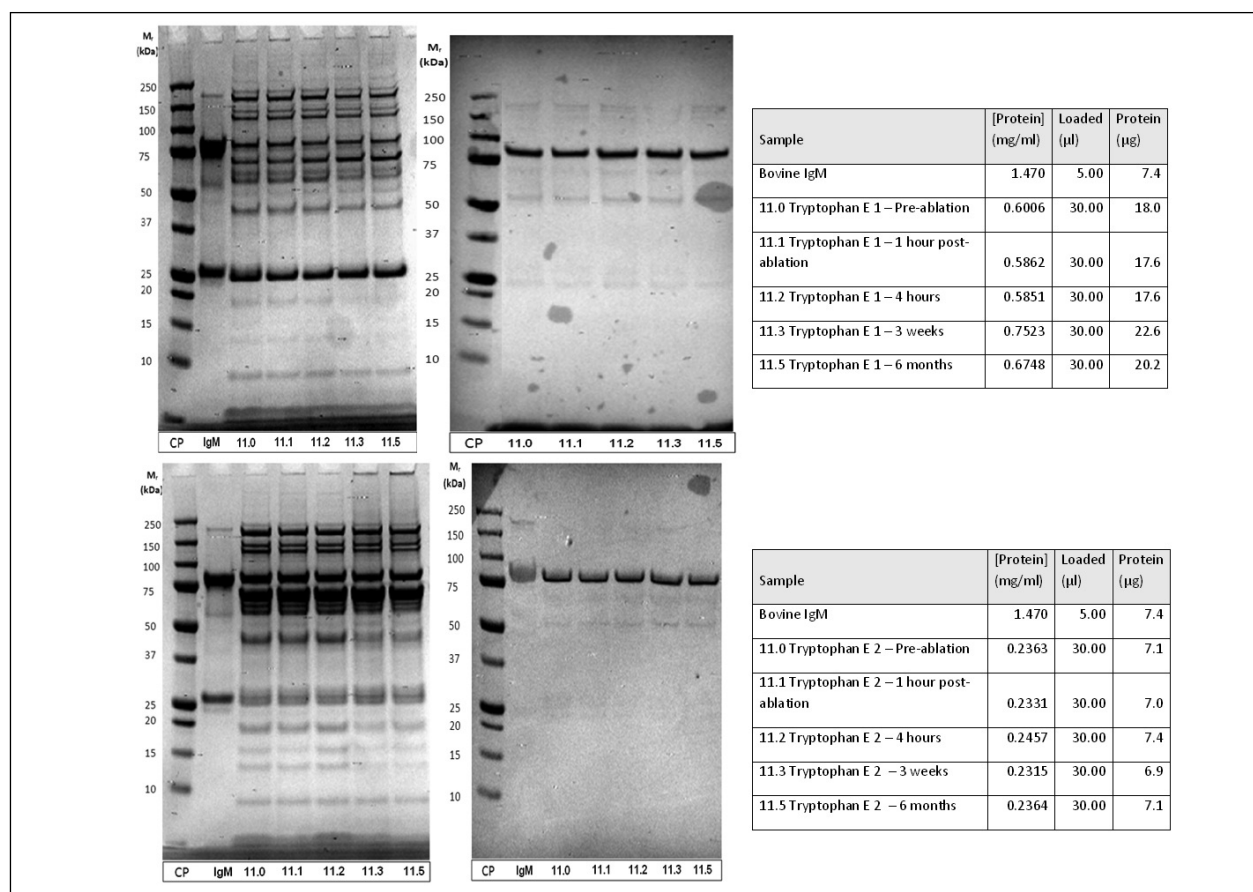 Mᵣ
(kDa)
250
150
100
75
50
37
25
20
15
10
CP IgM 11.0 11.1 11.2 11.3 11.5
Mᵣ
(kDa)
250
150
100
75
50
37
25
20
15
10
CP 11.0 11.1 11.2 11.3 11.5
Sample [Protein] (mg/ml) Loaded (µl) Protein (µg)
Bovine IgM 1.470 5.00 7.4
11.0 Tryptophan E 1 – Pre-ablation 0.6006 30.00 18.0
11.1 Tryptophan E 1 – 1 hour post-
ablation 0.5862 30.00 17.6
11.2 Tryptophan E 1 – 4 hours 0.5851 30.00 17.6
11.3 Tryptophan E 1 – 3 weeks 0.7523 30.00 22.6
11.5 Tryptophan E 1 – 6 months 0.6748 30.00 20.2
Mᵣ
(kDa)
250
150
100
75
50
37
25
20
15
10
CP IgM 11.0 11.1 11.2 11.3 11.5
Mᵣ
(kDa)
250
150
100
75
50
37
25
20
15
10
CP IgM 11.0 11.1 11.2 11.3 11.5
Sample [Protein] (mg/ml) Loaded (µl) Protein (µg)
Bovine IgM 1.470 5.00 7.4
11.0 Tryptophan E 2 – Pre-ablation 0.2363 30.00 7.1
11.1 Tryptophan E 2 – 1 hour post-
ablation 0.2331 30.00 7.0
11.2 Tryptophan E 2 – 4 hours 0.2457 30.00 7.4
11.3 Tryptophan E 2 – 3 weeks 0.2315 30.00 6.9
11.5 Tryptophan E 2 – 6 months 0.2364 30.00 7.1